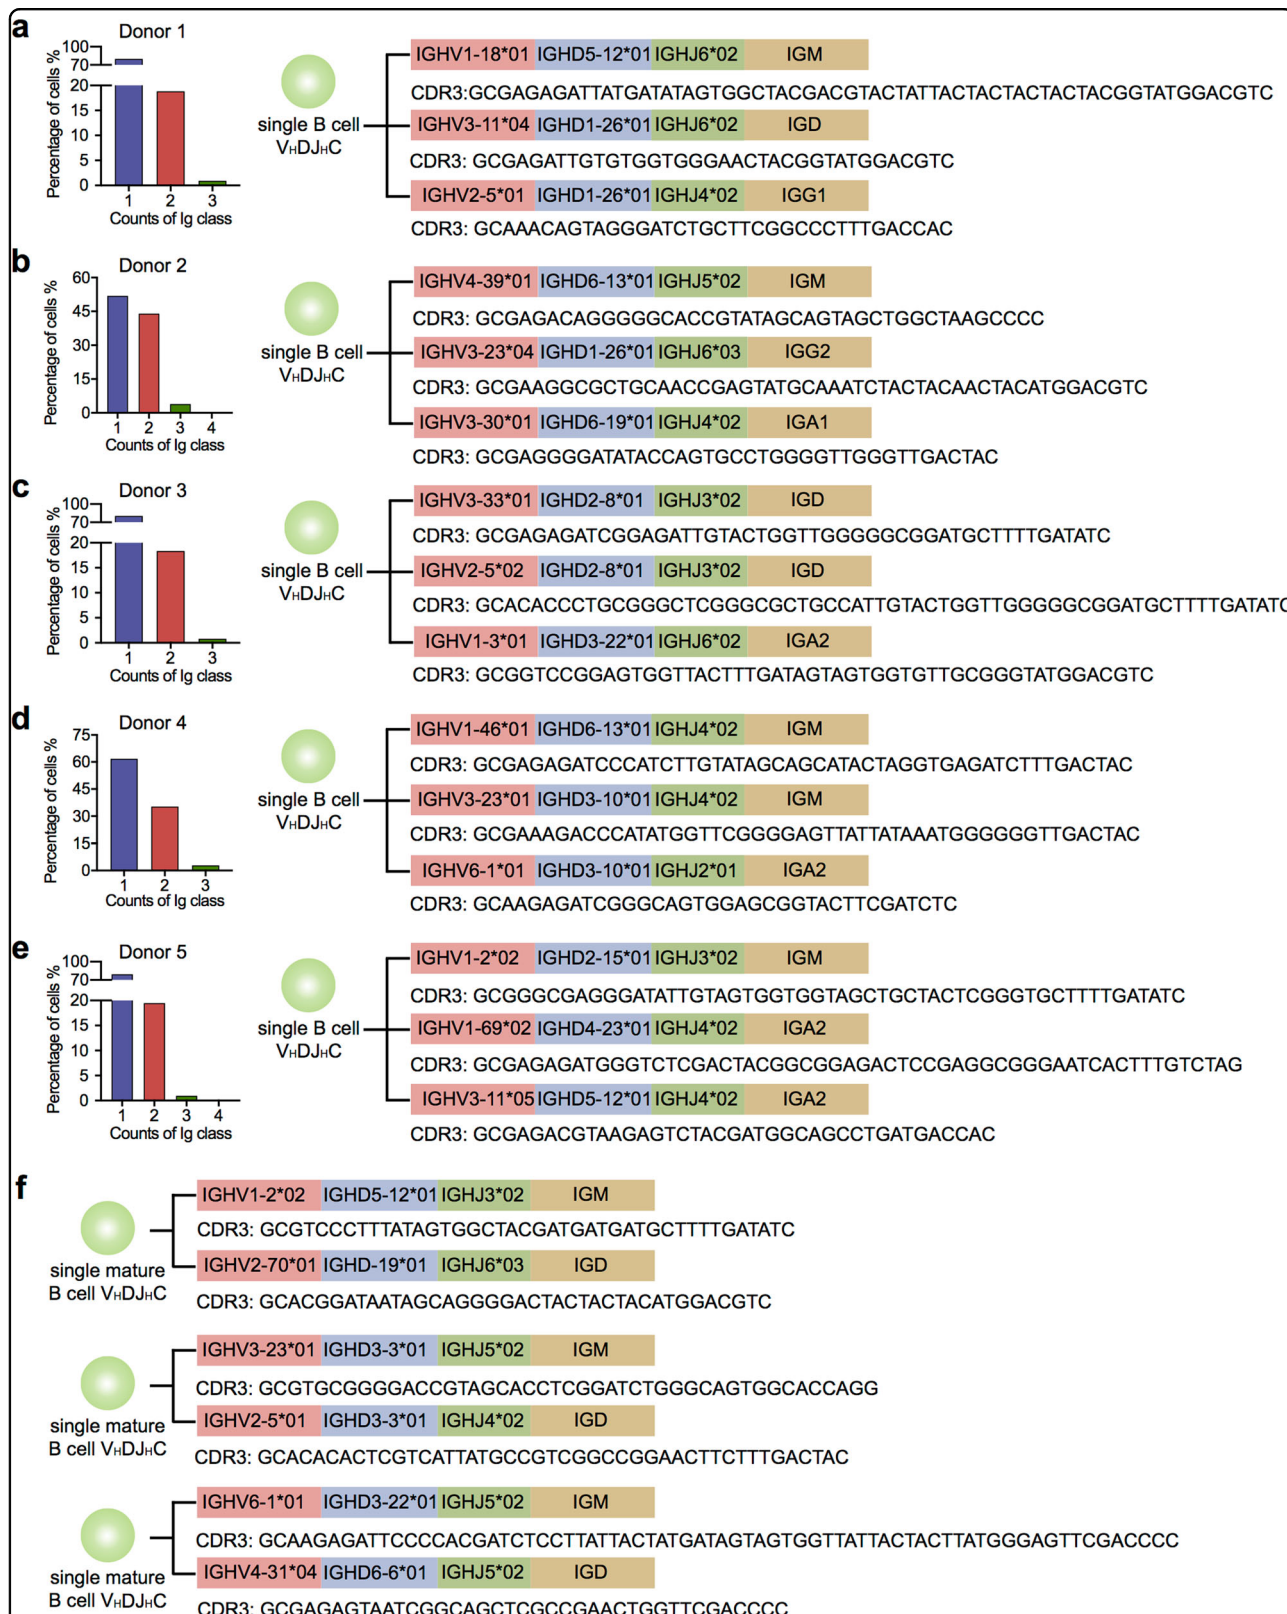 a
Donor 1
Percentage of cells %
100
70
20
15
10
5
0
1 2 3
Counts of Ig class
single B cell
VHDJHC
IGHV1-18*01 IGHD5-12*01 IGHJ6*02 IGM
CDR3:GCGAGAGATTATGATATAGTGGCTACGACGTACTATTACTACTACTACTACGGTATGGACGTC
IGHV3-11*04 IGHD1-26*01 IGHJ6*02 IGD
CDR3: GCGAGATTGTGTGGTGGGAACTACGGTATGGACGTC
IGHV2-5*01 IGHD1-26*01 IGHJ4*02 IGG1
CDR3: GCAAACAGTAGGGATCTGCTTCGGCCCTTTGACCAC
b
Donor 2
Percentage of cells %
60
45
30
15
0
1 2 3 4
Counts of Ig class
single B cell
VHDJHC
IGHV4-39*01 IGHD6-13*01 IGHJ5*02 IGM
CDR3: GCGAGACAGGGGGCACCGTATAGCAGTAGCTGGCTAAGCCCC
IGHV3-23*04 IGHD1-26*01 IGHJ6*03 IGG2
CDR3: GCGAAGGCGCTGCAACCGAGTATGCAAATCTACTACAACTACATGGACGTC
IGHV3-30*01 IGHD6-19*01 IGHJ4*02 IGA1
CDR3: GCGAGGGGATATACCAGTGCCTGGGGTTGGGTTGACTAC
c
Donor 3
Percentage of cells %
100
70
20
15
10
5
0
1 2 3
Counts of Ig class
single B cell
VHDJHC
IGHV3-33*01 IGHD2-8*01 IGHJ3*02 IGD
CDR3: GCGAGAGATCGGAGATTGTACTGGTTGGGGGCGGATGCTTTTGATATC
IGHV2-5*02 IGHD2-8*01 IGHJ3*02 IGD
CDR3: GCACACCCTGCGGGCTCGGGCGCTGCCATTGTACTGGTTGGGGGCGGATGCTTTTGATATC
IGHV1-3*01 IGHD3-22*01 IGHJ6*02 IGA2
CDR3: GCGGTCCGGAGTGGTTACTTTGATAGTAGTGGTGTTGCGGGTATGGACGTC
d
Donor 4
Percentage of cells %
75
60
45
30
15
0
1 2 3
Counts of Ig class
single B cell
VHDJHC
IGHV1-46*01 IGHD6-13*01 IGHJ4*02 IGM
CDR3: GCGAGAGATCCCATCTTGTATAGCAGCATACTAGGTGAGATCTTTGACTAC
IGHV3-23*01 IGHD3-10*01 IGHJ4*02 IGM
CDR3: GCGAAAGACCCATATGGTTCGGGGAGTTATTATAAATGGGGGGTTGACTAC
IGHV6-1*01 IGHD3-10*01 IGHJ2*01 IGA2
CDR3: GCAAGAGATCGGGCAGTGGAGCGGTACTTCGATCTC
e
Donor 5
Percentage of cells %
100
70
20
15
10
5
0
1 2 3 4
Counts of Ig class
single B cell
VHDJHC
IGHV1-2*02 IGHD2-15*01 IGHJ3*02 IGM
CDR3: GCGGGCGAGGGATATTGTAGTGGTGGTAGCTGCTACTCGGGTGCTTTTGATATC
IGHV1-69*02 IGHD4-23*01 IGHJ4*02 IGA2
CDR3: GCGAGAGATGGGTCTCGACTACGGCGGAGACTCCGAGGCGGGAATCACTTTGTCTAG
IGHV3-11*05 IGHD5-12*01 IGHJ4*02 IGA2
CDR3: GCGAGACGTAAGAGTCTACGATGGCAGCCTGATGACCAC
f
single mature
B cell VHDJHC
IGHV1-2*02 IGHD5-12*01 IGHJ3*02 IGM
CDR3: GCGTCCCTTTATAGTGGCTACGATGATGATGCTTTTGATATC
IGHV2-70*01 IGHD-19*01 IGHJ6*03 IGD
CDR3: GCACGGATAATAGCAGGGGACTACTACTACATGGACGTC
single mature
B cell VHDJHC
IGHV3-23*01 IGHD3-3*01 IGHJ5*02 IGM
CDR3: GCGTGCGGGGACCGTAGCACCTCGGATCTGGGCAGTGGCACCAGG
IGHV2-5*01 IGHD3-3*01 IGHJ4*02 IGD
CDR3: GCACACACTCGTCATTATGCCGTCGGCCGGAACTTCTTTGACTAC
single mature
B cell VHDJHC
IGHV6-1*01 IGHD3-22*01 IGHJ5*02 IGM
CDR3: GCAAGAGATTCCCCACGATCTCCTTATTACTATGATAGTAGTGGTTATTACTACTTATGGGAGTTCGACCCC
IGHV4-31*04 IGHD6-6*01 IGHJ5*02 IGD
CDR3: GCGAGAGTAATCGGCAGCTCGCCGAACTGGTTCGACCCC